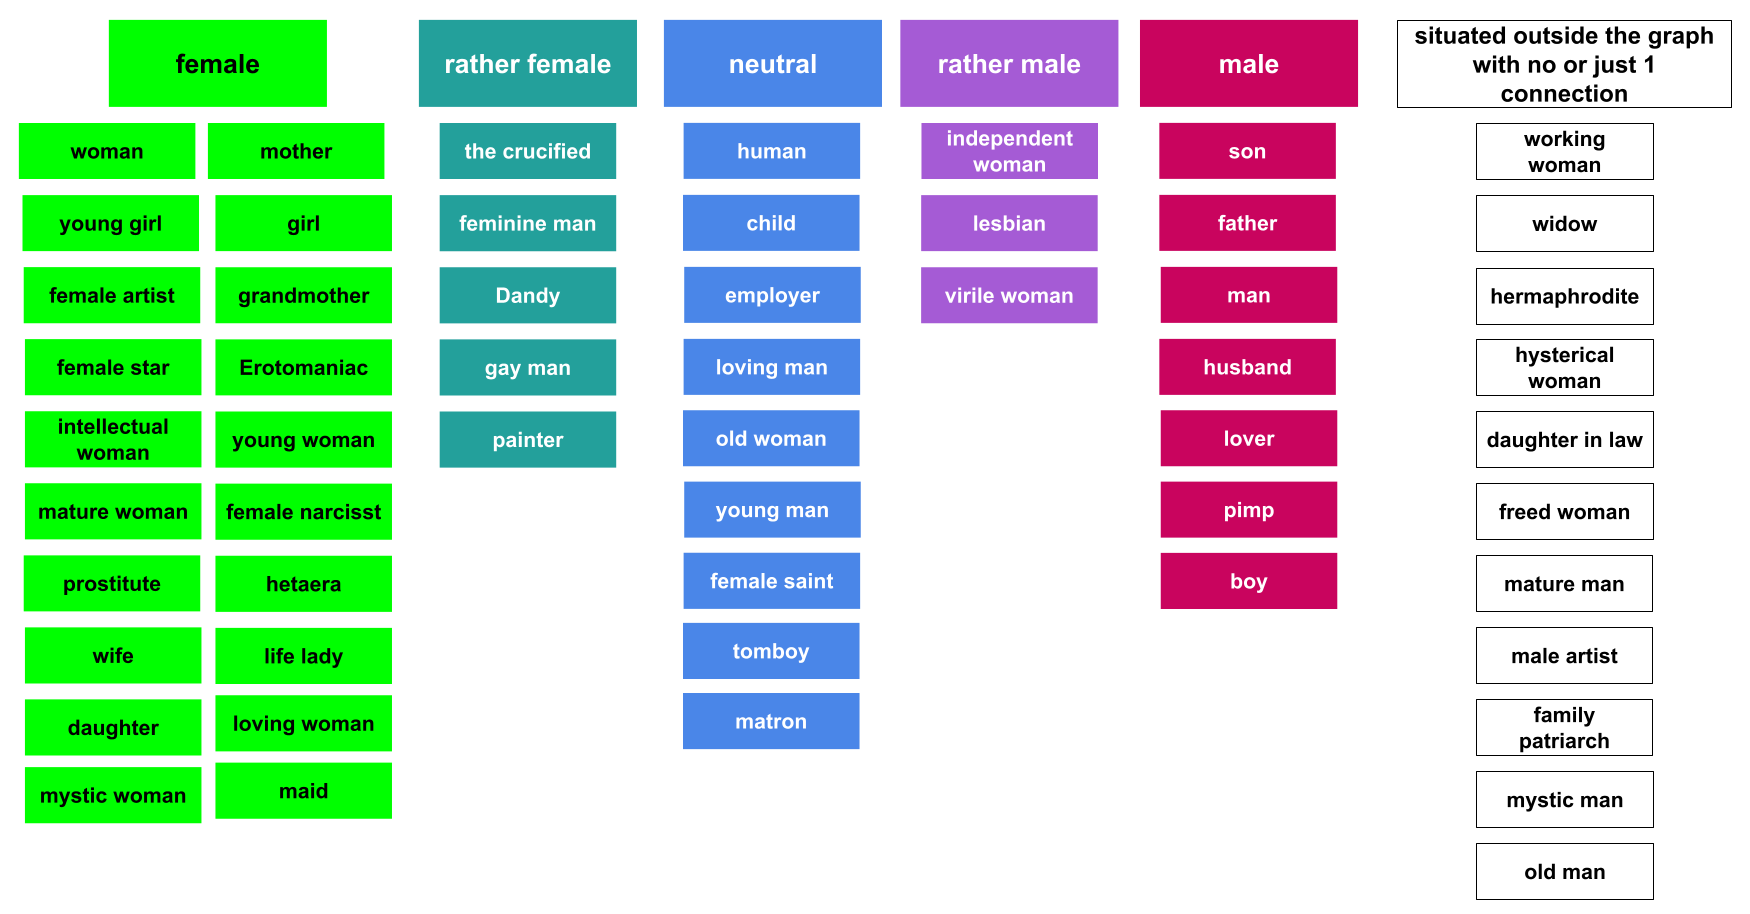 female
rather female
neutral
rather male
male
situated outside the graph
with no or just 1
connection
woman
mother
young girl
girl
female artist
grandmother
female star
Erotomaniac
intellectual
woman
young woman
mature woman
female narcisst
prostitute
hetaera
wife
life lady
daughter
loving woman
mystic woman
maid
the crucified
feminine man
Dandy
gay man
painter
human
child
employer
loving man
old woman
young man
female saint
tomboy
matron
independent
woman
lesbian
virile woman
son
father
man
husband
lover
pimp
boy
working
woman
widow
hermaphrodite
hysterical
woman
daughter in law
freed woman
mature man
male artist
family
patriarch
mystic man
old man